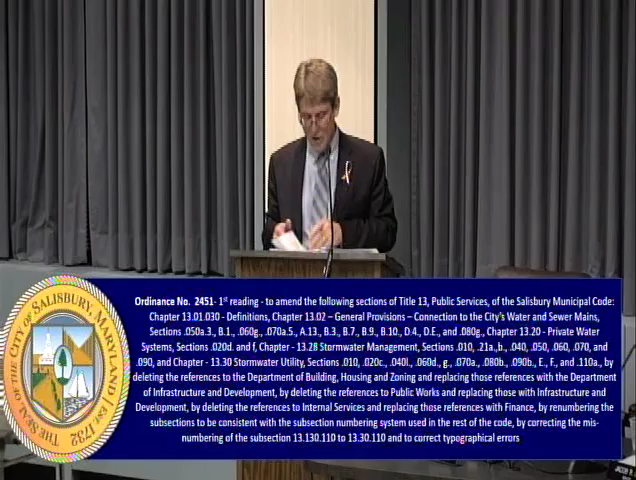 Ordinance No. 2451- 1st reading - to amend the following sections of Title 13, Public Services, of the Salisbury Municipal Code:
Chapter 13.01.030 - Definitions, Chapter 13.02 – General Provisions – Connection to the City's Water and Sewer Mains,
Sections .050a.3., B.1., .060g., .070a.5., A.13., B.3., B.7., B.9., B.10., D.4., D.E., and .080g., Chapter 13.20 - Private Water
Systems, Sections .020d. and f, Chapter - 13.28 Stormwater Management, Sections .010, .21a.,b., .040, .050, .060, .070, and
.090, and Chapter - 13.30 Stormwater Utility, Sections .010, .020c., .040l., .060d., g., .070a., .080b., .090b., E., F., and .110a., by
deleting the references to the Department of Building, Housing and Zoning and replacing those references with the Department
of Infrastructure and Development, by deleting the references to Public Works and replacing those with Infrastructure and
Development, by deleting the references to Internal Services and replacing those references with Finance, by renumbering the
subsections to be consistent with the subsection numbering system used in the rest of the code, by correcting the mis-
numbering of the subsection 13.130.110 to 13.30.110 and to correct typographical errors
THE SEAL OF THE CITY OF SALISBURY, MARYLAND EST. 1732
JACOB R